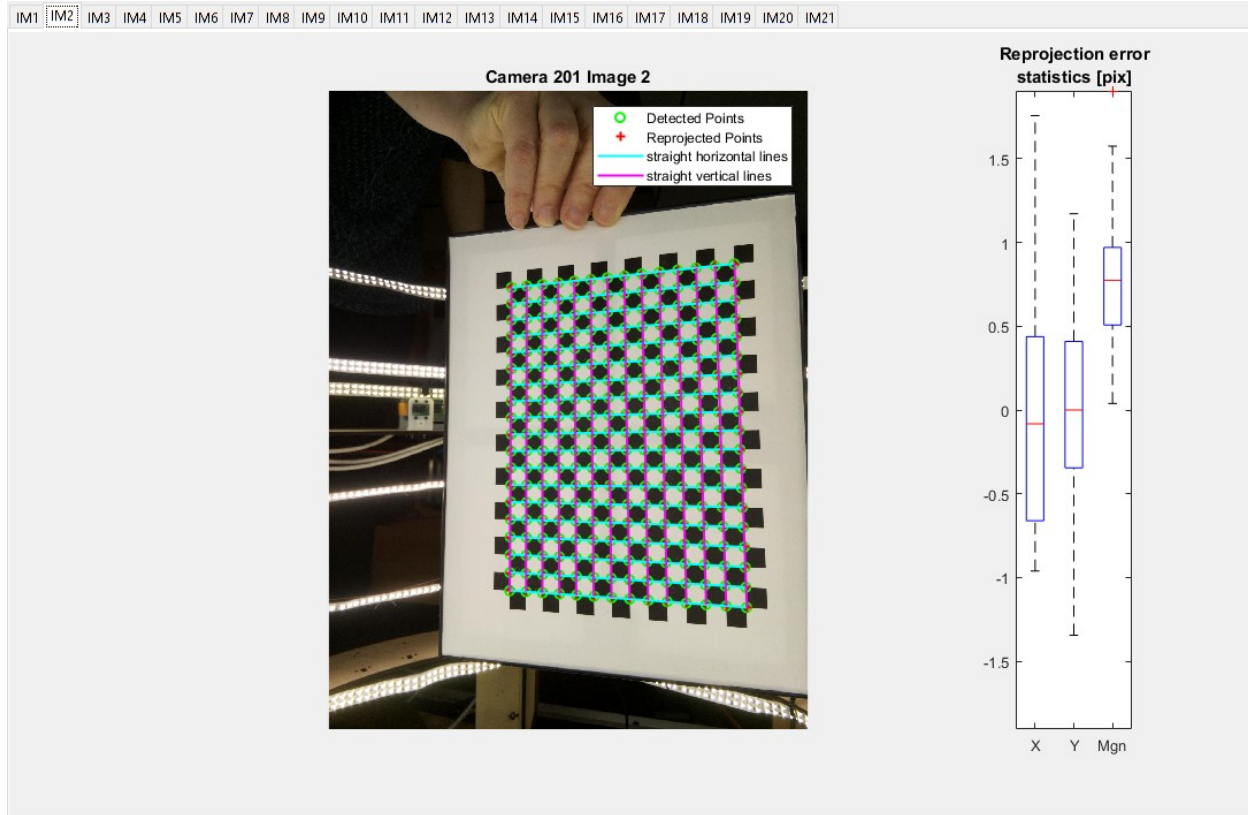 IM1 IM2 IM3 IM4 IM5 IM6 IM7 IM8 IM9 IM10 IM11 IM12 IM13 IM14 IM15 IM16 IM17 IM18 IM19 IM20 IM21
Camera 201 Image 2
Detected Points
Reprojected Points
straight horizontal lines
straight vertical lines
Reprojection error
statistics [pix]
1.5
1
0.5
0
-0.5
-1
-1.5
X Y Mgn